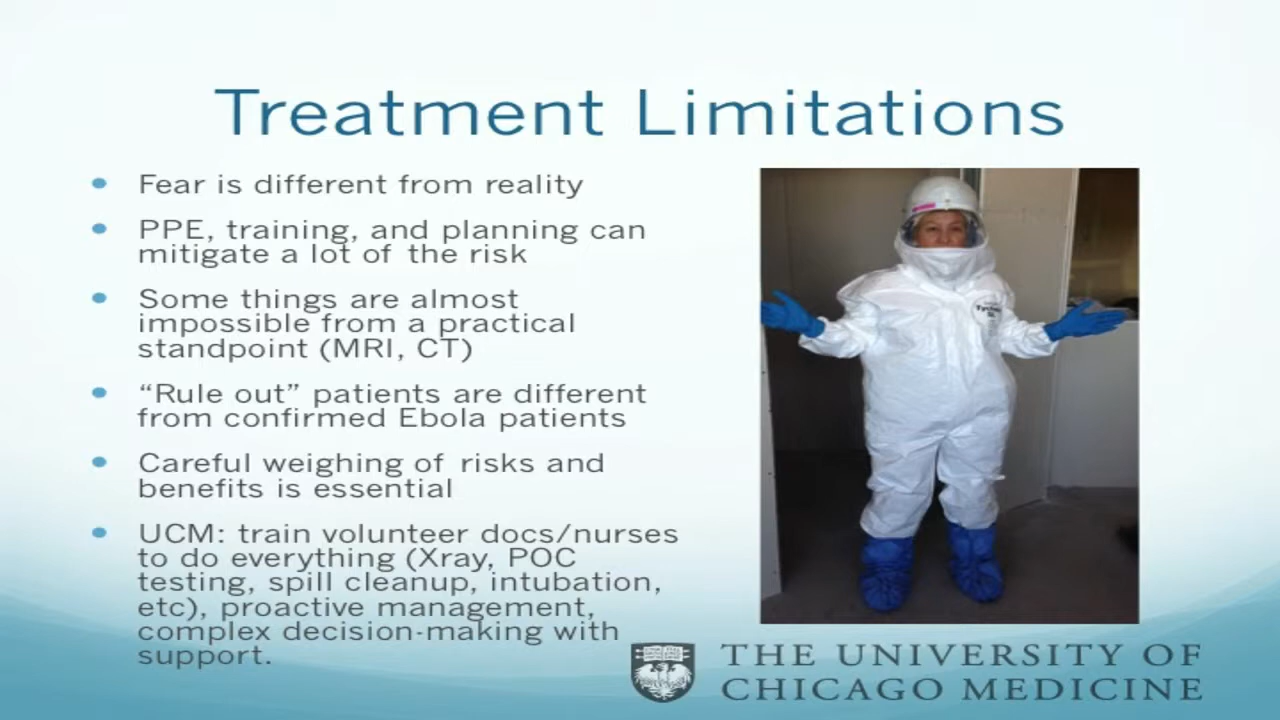 Treatment Limitations
Fear is different from reality
PPE, training, and planning can
mitigate a lot of the risk
Some things are almost
impossible from a practical
standpoint (MRI, CT)
“Rule out” patients are different
from confirmed Ebola patients
Careful weighing of risks and
benefits is essential
UCM: train volunteer docs/nurses
to do everything (Xray, POC
testing, spill cleanup, intubation,
etc), proactive management,
complex decision-making with
support.
THE UNIVERSITY OF
CHICAGO MEDICINE